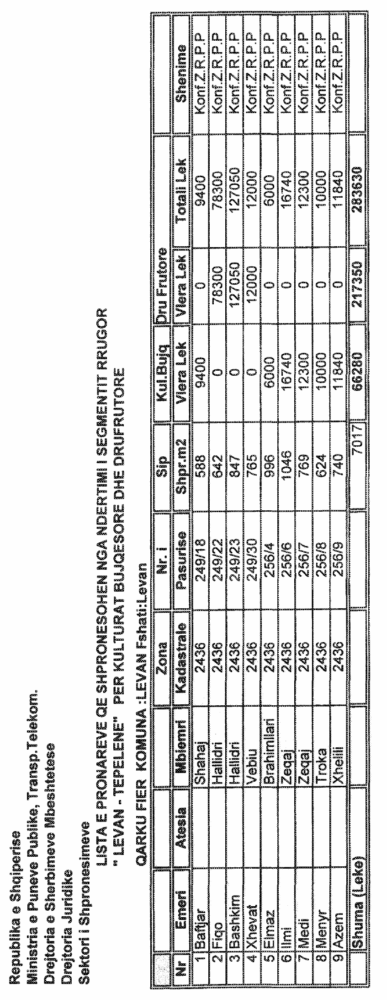 Republika e Shqiperise
Ministria e Puneve Publike, Transp.Telekom.
Drejtoria e Sherbimeve Mbeshtetese
Drejtoria Juridike
Sektori i Shpronesimeve
LISTA E PRONAREVE QE SHPRONESOHEN NGA NDERTIMI I SEGMENTIT RRUGOR
" LEVAN - TEPELENE" PER KULTURAT BUJQESORE DHE DRUFRUTORE
QARKU FIER KOMUNA :LEVAN Fshati:Levan
Zona Nr. i Sip Kul.Bujq Dru Frutore
Nr Emeri Atesia Mbiemri Kadastrale Pasurise Shpr.m2 Vlera Lek Vlera Lek Totali Lek Shenime
1 Baftjar Shahaj 2436 249/18 588 9400 0 9400 Konf.Z.R.P.P
2 Fiqo Hallidri 2436 249/22 642 0 78300 78300 Konf.Z.R.P.P
3 Bashkim Hallidri 2436 249/23 847 0 127050 127050 Konf.Z.R.P.P
4 Xhevat Vebiu 2436 249/30 765 0 12000 12000 Konf.Z.R.P.P
5 Elmaz Brahimllari 2436 256/4 996 6000 0 6000 Konf.Z.R.P.P
6 Ilmi Zeqaj 2436 256/6 1046 16740 0 16740 Konf.Z.R.P.P
7 Medi Zeqaj 2436 256/7 769 12300 0 12300 Konf.Z.R.P.P
8 Menyr Troka 2436 256/8 624 10000 0 10000 Konf.Z.R.P.P
9 Azem Xhelili 2436 256/9 740 11840 0 11840 Konf.Z.R.P.P
Shuma (Leke) 7017 66280 217350 283630